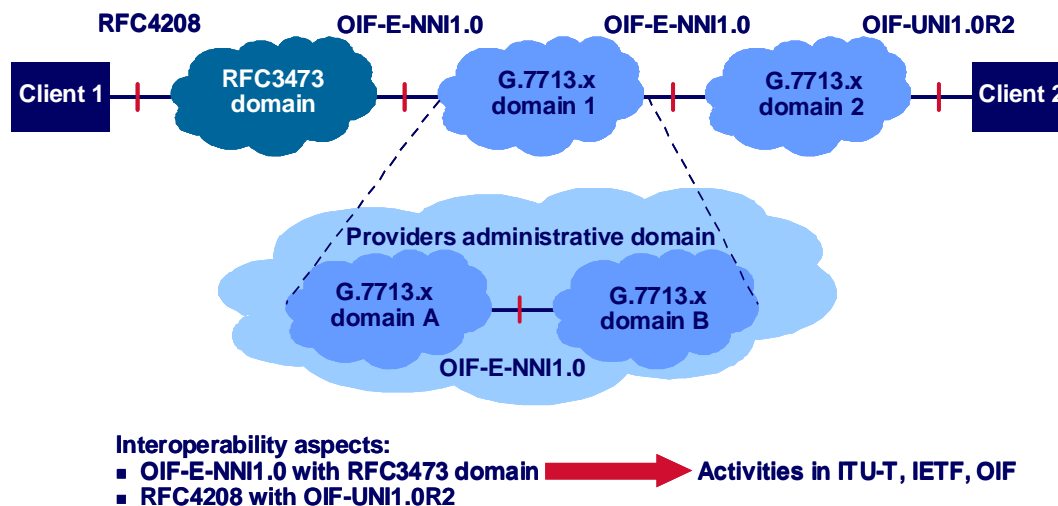 RFC4208
OIF-E-NNI1.0
OIF-E-NNI1.0
OIF-UNI1.0R2
Client 1
RFC3473
domain
G.7713.x
domain 1
G.7713.x
domain 2
Client 2
Providers administrative domain
G.7713.x
domain A
G.7713.x
domain B
OIF-E-NNI1.0
Interoperability aspects:
▪ OIF-E-NNI1.0 with RFC3473 domain
Activities in ITU-T, IETF, OIF
▪ RFC4208 with OIF-UNI1.0R2